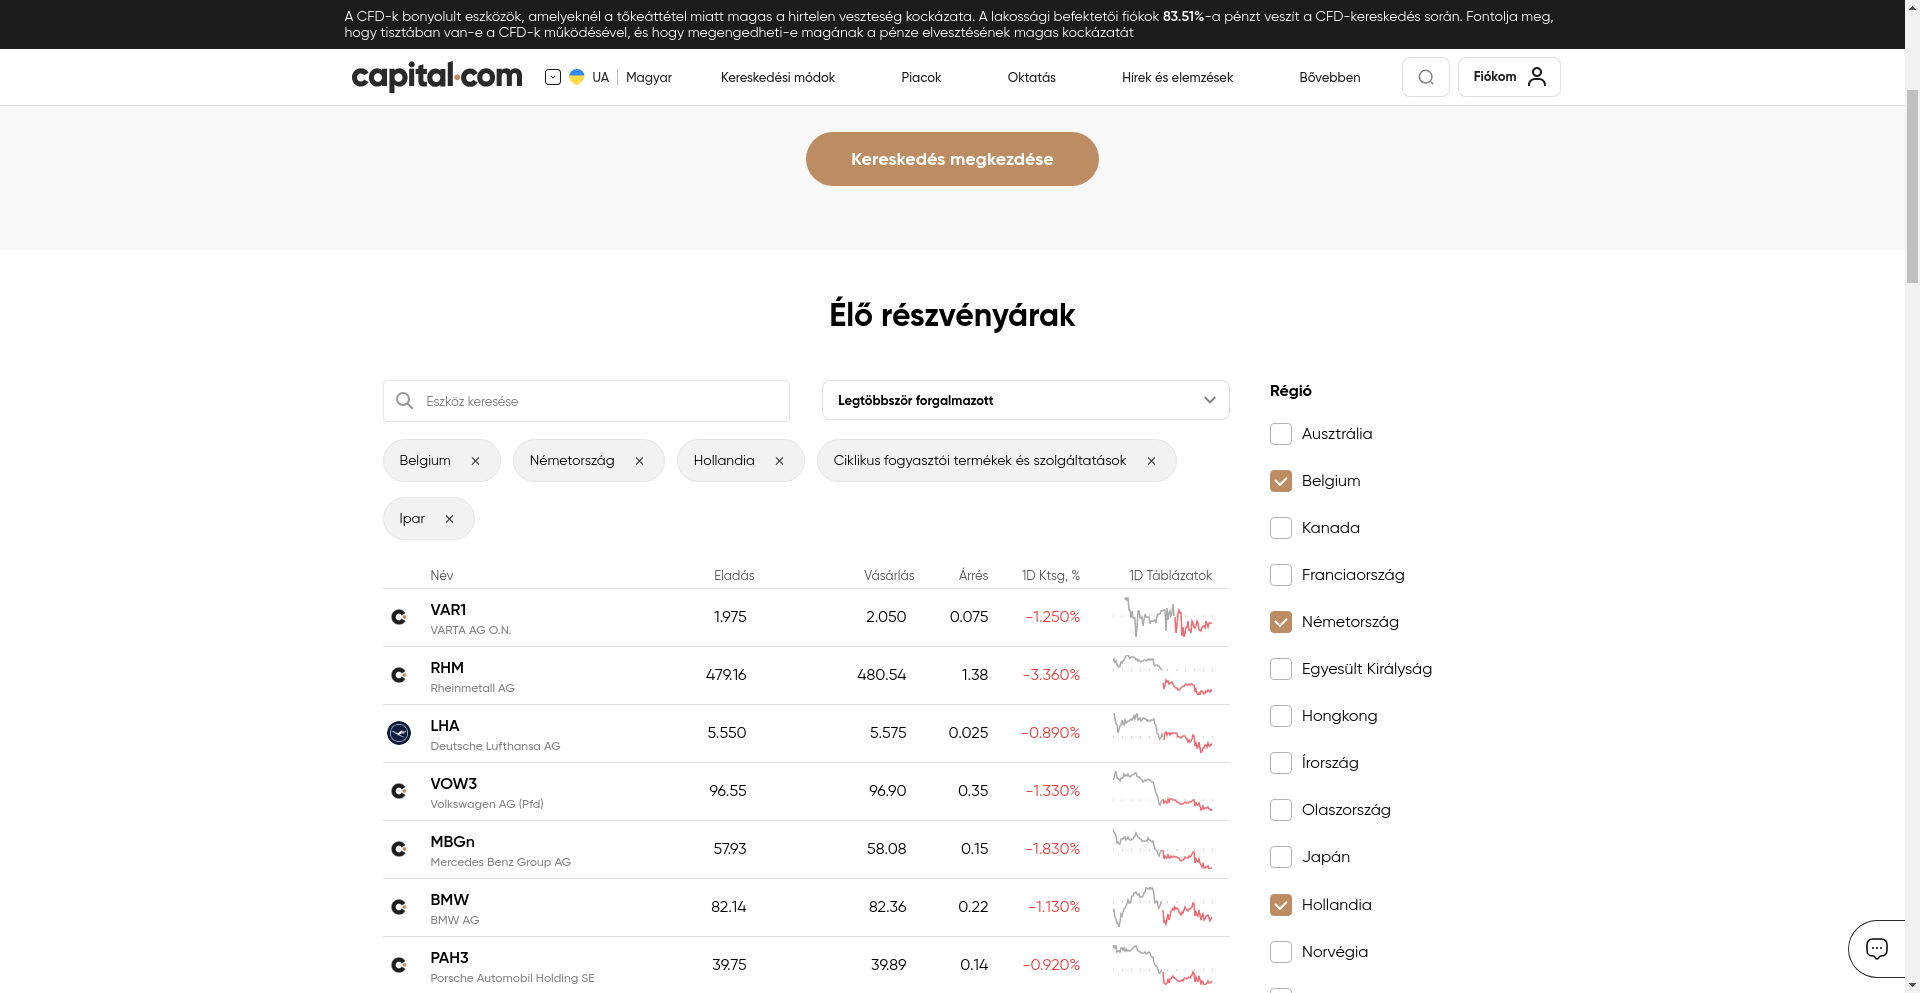 A CFD-k bonyolult eszközök, amelyeknél a tőkeáttétel miatt magas a hirtelen veszteség kockázata. A lakossági befektetői fiókok 83.51%-a pénzt veszít a CFD-kereskedés során. Fontolja meg,
hogy tisztában van-e a CFD-k működésével, és hogy megengedheti-e magának a pénze elvesztésének magas kockázatát
capital.com
UA
Magyar
Kereskedési módok
Piacok
Oktatás
Hírek és elemzések
Bővebben
Fiókom
Kereskedés megkezdése
Élő részvényárak
Eszköz keresése
Legtöbbször forgalmazott
Belgium
Németország
Hollandia
Ciklikus fogyasztói termékek és szolgáltatások
Ipar
Név Eladás Vásárlás Árrés 1D Ktsg, % 1D Táblázatok
VAR1 1.975 2.050 0.075 -1.250%
VARTA AG O.N.
RHM 479.16 480.54 1.38 -3.360%
Rheinmetall AG
LHA 5.550 5.575 0.025 -0.890%
Deutsche Lufthansa AG
VOW3 96.55 96.90 0.35 -1.330%
Volkswagen AG (Pfd)
MBGn 57.93 58.08 0.15 -1.830%
Mercedes Benz Group AG
BMW 82.14 82.36 0.22 -1.130%
BMW AG
PAH3 39.75 39.89 0.14 -0.920%
Porsche Automobil Holding SE
Régió
Ausztrália
Belgium
Kanada
Franciaország
Németország
Egyesült Királyság
Hongkong
Írország
Olaszország
Japán
Hollandia
Norvégia